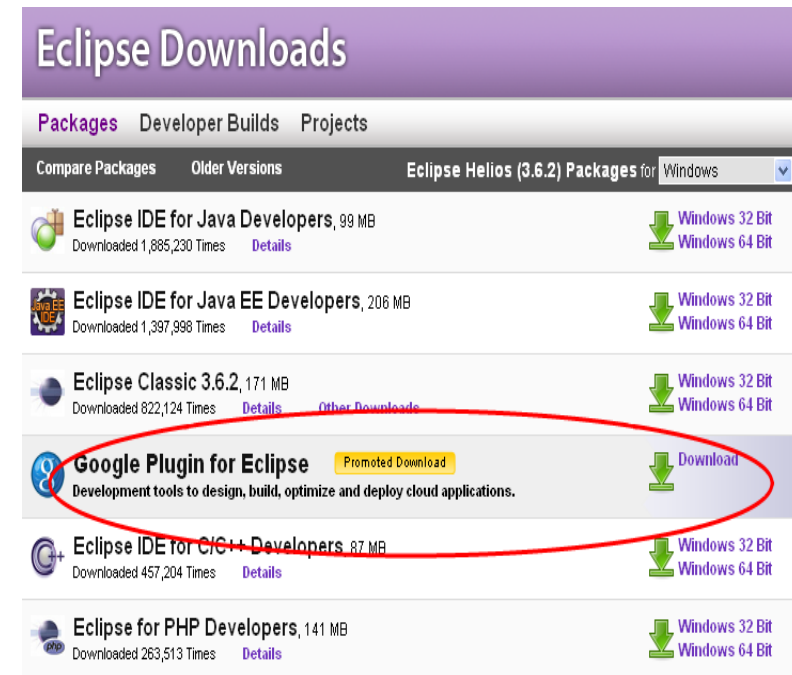 Eclipse Downloads
Packages Developer Builds Projects
Compare Packages Older Versions Eclipse Helios (3.6.2) Packages for Windows
Eclipse IDE for Java Developers, 99 MB Windows 32 Bit
Downloaded 1,885,230 Times Details Windows 64 Bit
Java EE IDE
Eclipse IDE for Java EE Developers, 206 MB Windows 32 Bit
Downloaded 1,397,998 Times Details Windows 64 Bit
Eclipse Classic 3.6.2, 171 MB Windows 32 Bit
Downloaded 822,124 Times Details Other Downloads Windows 64 Bit
g Google Plugin for Eclipse Promoted Download Download
Development tools to design, build, optimize and deploy cloud applications.
C++ Eclipse IDE for C/C++ Developers, 87 MB Windows 32 Bit
Downloaded 457,204 Times Details Windows 64 Bit
Eclipse for PHP Developers, 141 MB Windows 32 Bit
php Downloaded 263,513 Times Details Windows 64 Bit